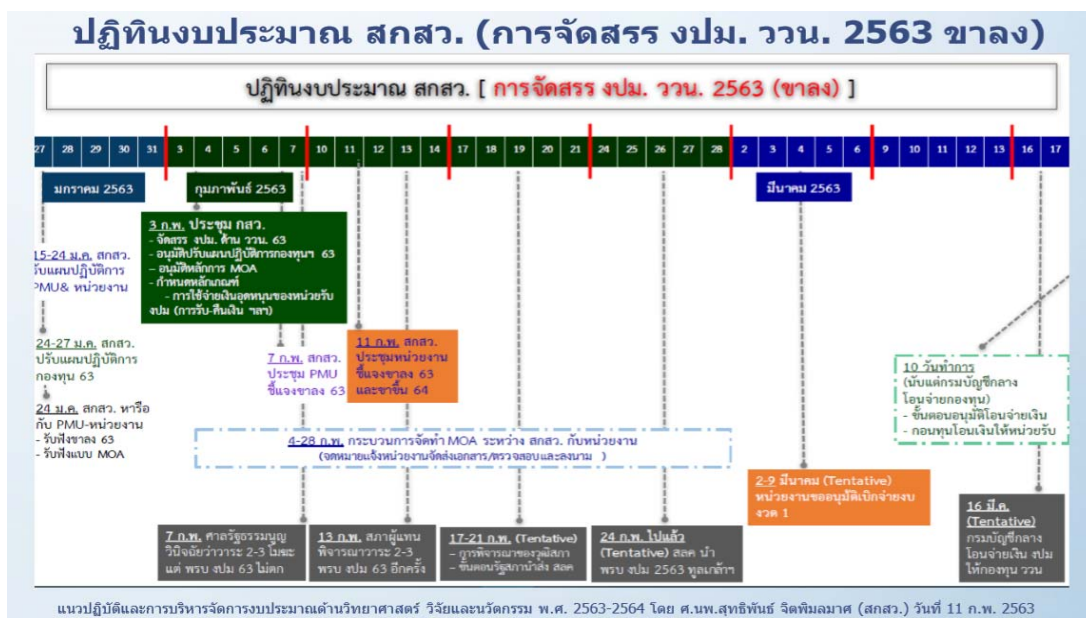 ปฏิทินงบประมาณ สกสว. (การจัดสรร งปม. ววน. 2563 ขาลง)
ปฏิทินงบประมาณ สกสว. [ การจัดสรร งปม. ววน. 2563 (ขาลง) ]
27 28 29 30 31 3 4 5 6 7 10 11 12 13 14 17 18 19 20 21 24 25 26 27 28 2 3 4 5 6 9 10 11 12 13 16 17
มกราคม 2563
กุมภาพันธ์ 2563
มีนาคม 2563
15-24 ม.ค. สกสว.
รับแผนปฏิบัติการ
PMU& หน่วยงาน
24-27 ม.ค. สกสว.
ปรับแผนปฏิบัติการ
กองทุน 63
24 ม.ค. สกสว. หารือ
กับ PMU-หน่วยงาน
- รับฟังขาลง 63
- รับฟังแบบ MOA
3 ก.พ. ประชุม กสว.
- จัดสรร งปม. ด้าน ววน. 63
- อนุมัติปรับแผนปฏิบัติการกองทุนฯ 63
– อนุมัติหลักการ MOA
- กำหนดหลักเกณฑ์
- การใช้จ่ายเงินอุดหนุนของหน่วยรับ
งปม (การรับ-คืนเงิน ฯลฯ)
7 ก.พ. สกสว.
ประชุม PMU
ชี้แจงขาลง 63
11 ก.พ. สกสว.
ประชุมหน่วยงาน
ชี้แจงขาลง 63
และขาขึ้น 64
4-28 ก.พ. กระบวนการจัดทำ MOA ระหว่าง สกสว. กับหน่วยงาน
(จดหมายแจ้งหน่วยงานจัดส่งเอกสาร/ตรวจสอบและลงนาม )
10 วันทำการ
(นับแต่กรมบัญชีกลาง
โอนจ่ายกองทุน)
- ขั้นตอนอนุมัติโอนจ่ายเงิน
- กอนทุนโอนเงินให้หน่วยรับ
2-9 มีนาคม (Tentative)
หน่วยงานขออนุมัติเบิกจ่ายงบ
งวด 1
7 ก.พ. ศาลรัฐธรรมนูญ
วินิจฉัยว่าวาระ 2-3 โมฆะ
แต่ พรบ งปม 63 ไม่ตก
13 ก.พ. สภาผู้แทน
พิจารณาวาระ 2-3
พรบ งปม 63 อีกครั้ง
17-21 ก.พ. (Tentative)
– การพิจารณาของวุฒิสภา
– ขั้นตอนรัฐสภานำส่ง สลค
24 ก.พ. ไปแล้ว
(Tentative) สลค นำ
พรบ งปม 2563 ทูลเกล้าฯ
16 มี.ค.
(Tentative)
กรมบัญชีกลาง
โอนจ่ายเงิน งปม
ให้กองทุน ววน
แนวปฏิบัติและการบริหารจัดการงบประมาณด้านวิทยาศาสตร์ วิจัยและนวัตกรรม พ.ศ. 2563-2564 โดย ศ.นพ.สุทธิพันธ์ จิตพิมลมาศ (สกสว.) วันที่ 11 ก.พ. 2563